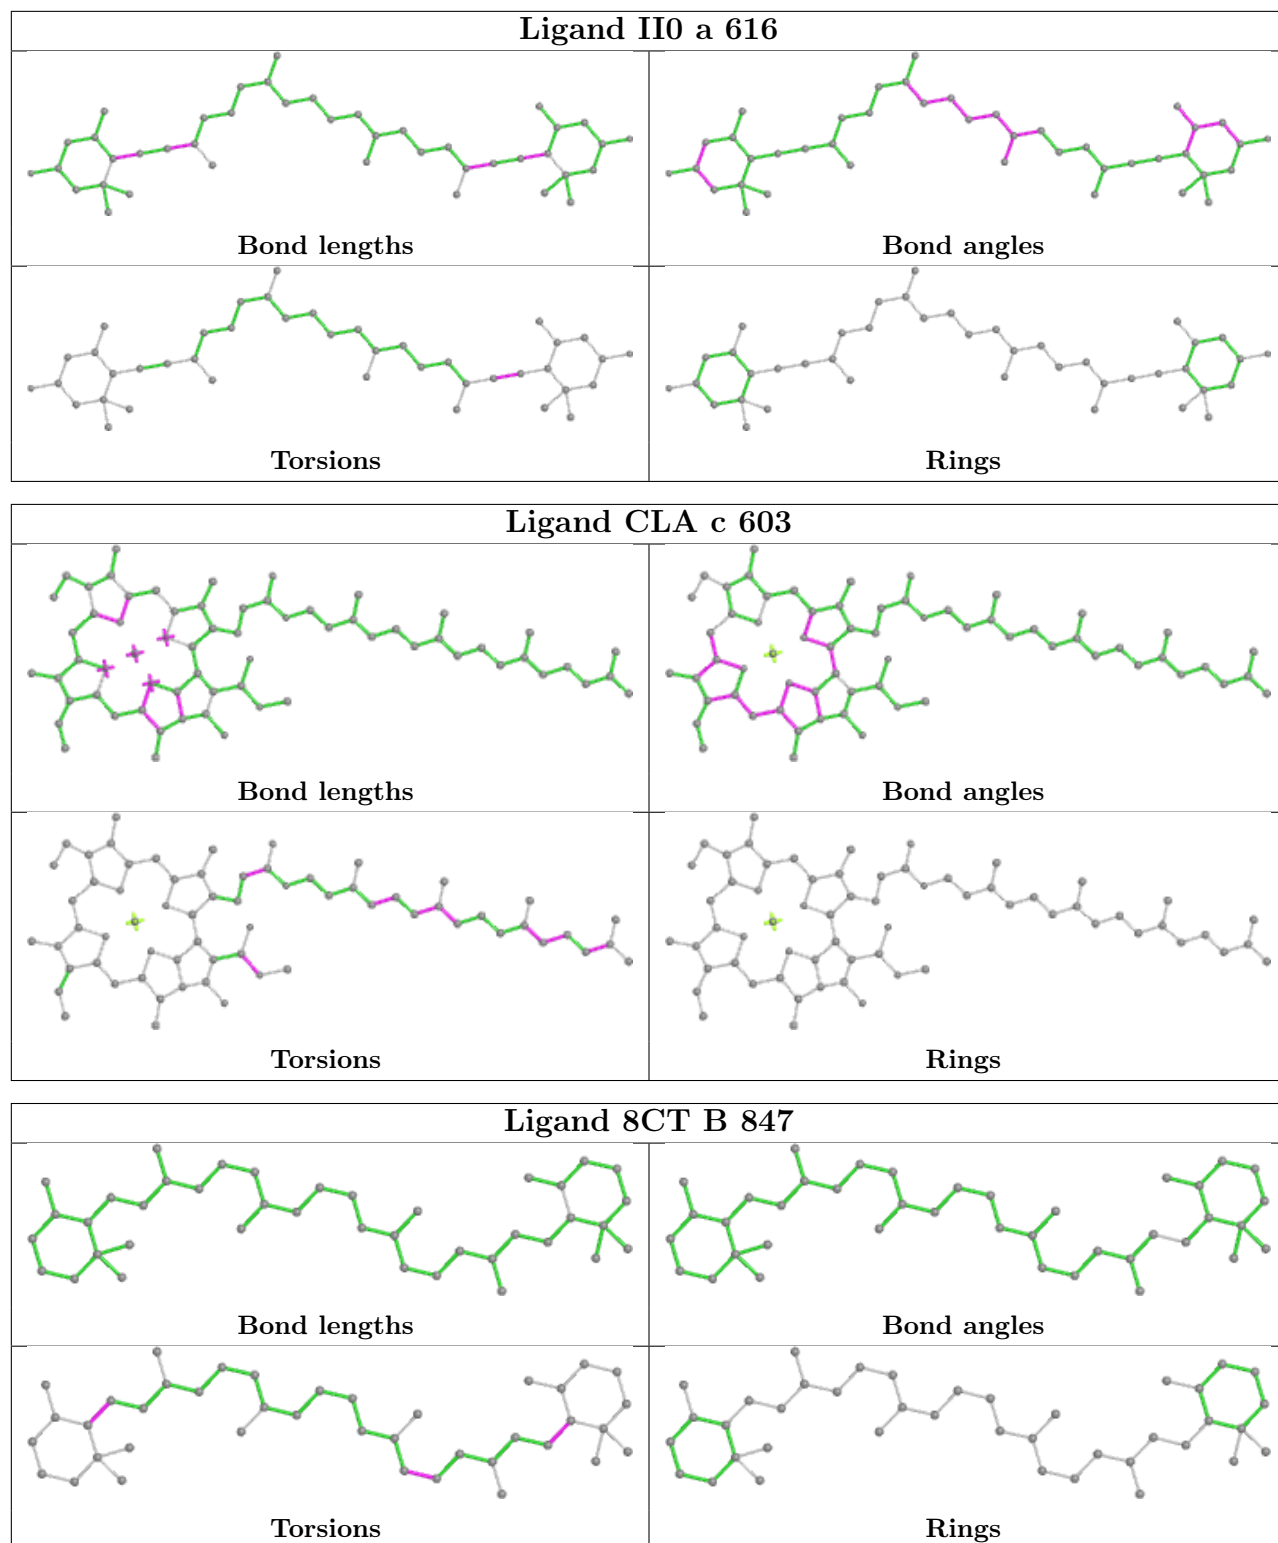 Ligand II0 a 616
Bond lengths
Bond angles
Torsions
Rings
Ligand CLA c 603
Bond lengths
Bond angles
Torsions
Rings
Ligand 8CT B 847
Bond lengths
Bond angles
Torsions
Rings